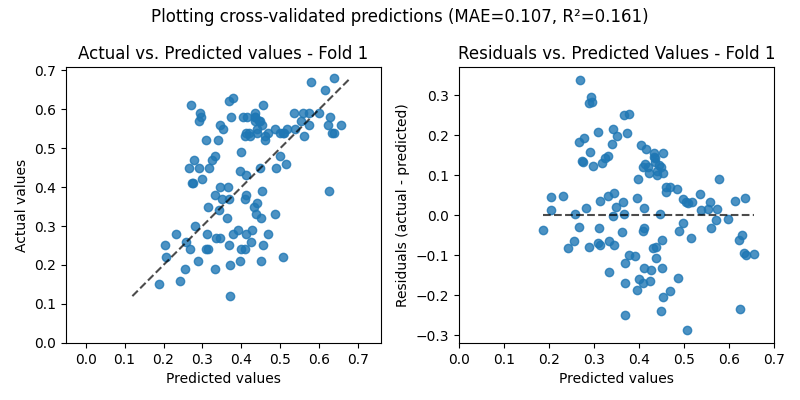 Plotting cross-validated predictions (MAE=0.107, R²=0.161)
Actual vs. Predicted values - Fold 1
Residuals vs. Predicted Values - Fold 1
Actual values
0.7
0.6
0.5
0.4
0.3
0.2
0.1
0.0
0.0 0.1 0.2 0.3 0.4 0.5 0.6 0.7
Predicted values
Residuals (actual - predicted)
0.3
0.2
0.1
0.0
−0.1
−0.2
−0.3
0.0 0.1 0.2 0.3 0.4 0.5 0.6 0.7
Predicted values